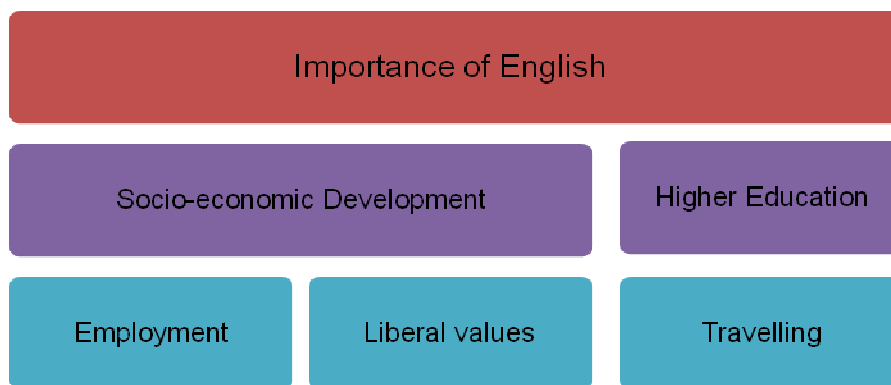 Importance of English
Socio-economic Development
Higher Education
Employment
Liberal values
Travelling